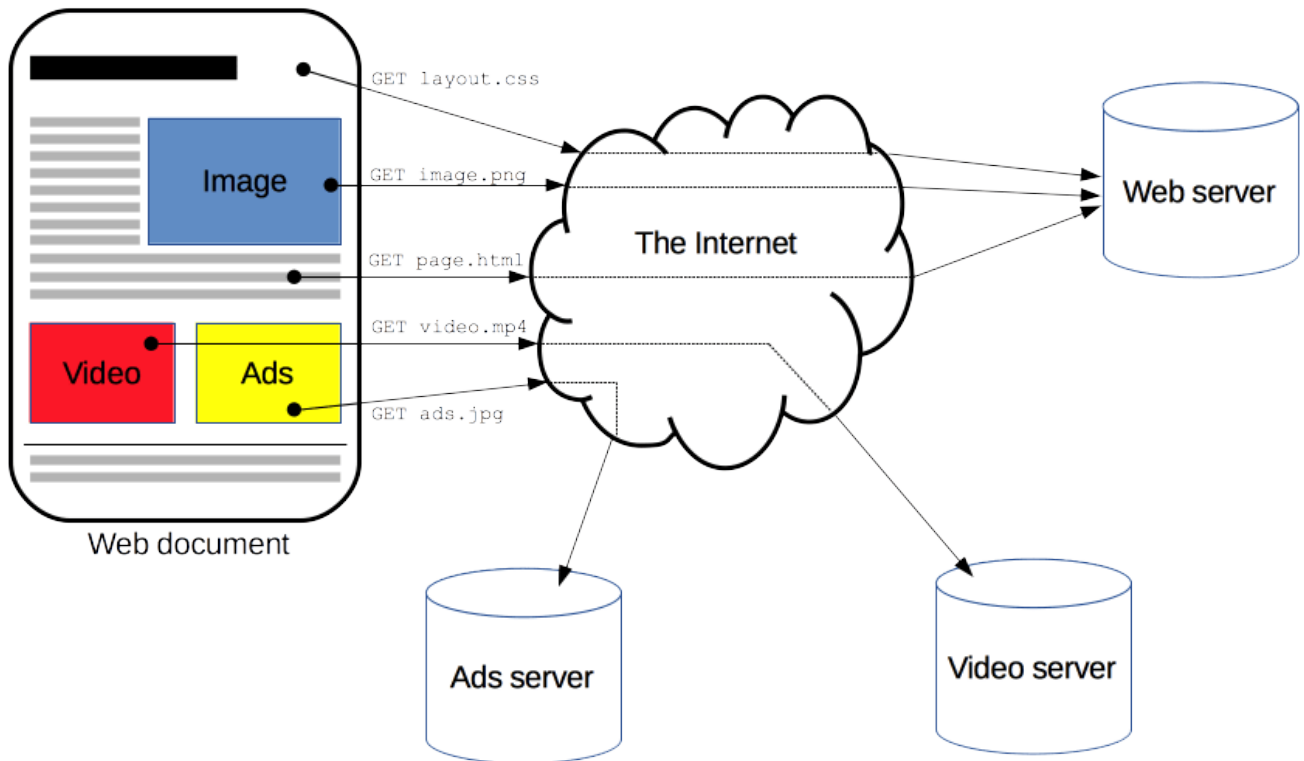 GET layout.css
Image
GET image.png
Web server
The Internet
GET page.html
GET video.mp4
Video
Ads
GET ads.jpg
Web document
Ads server
Video server